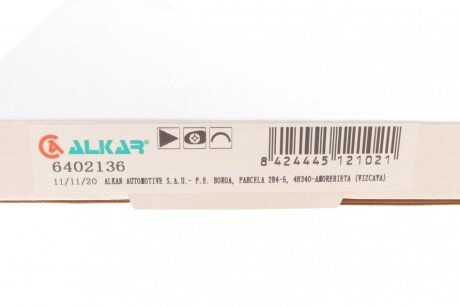 ALKAR®
8 424445 121021
6402136
11/11/20 ALKAR AUTOMOTIVE S.A.U.- P.E. BOROA, PARCELA 2B4-5, 48340-AMOREBIETA (VIZCAYA)